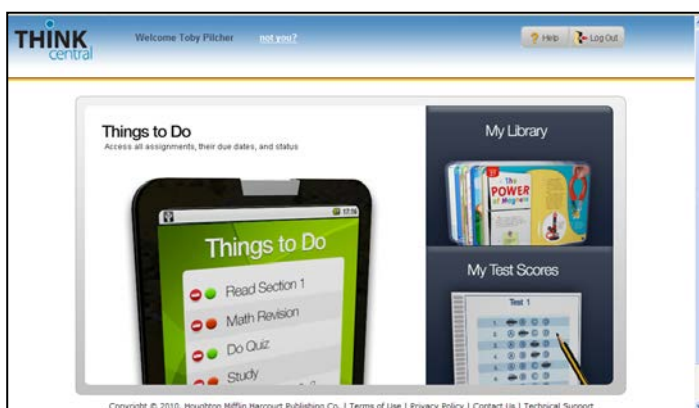 THINK
central
Welcome Toby Pilcher not you?
Help Log Out
Things to Do
Access all assignments, their due dates, and status
17:16
Things to Do
Read Section 1
Math Revision
Do Quiz
Study
My Library
The
POWER
of Magnets
My Test Scores
Test 1
Copyright © 2010, Houghton Mifflin Harcourt Publishing Co. | Terms of Use | Privacy Policy | Contact Us | Technical Support